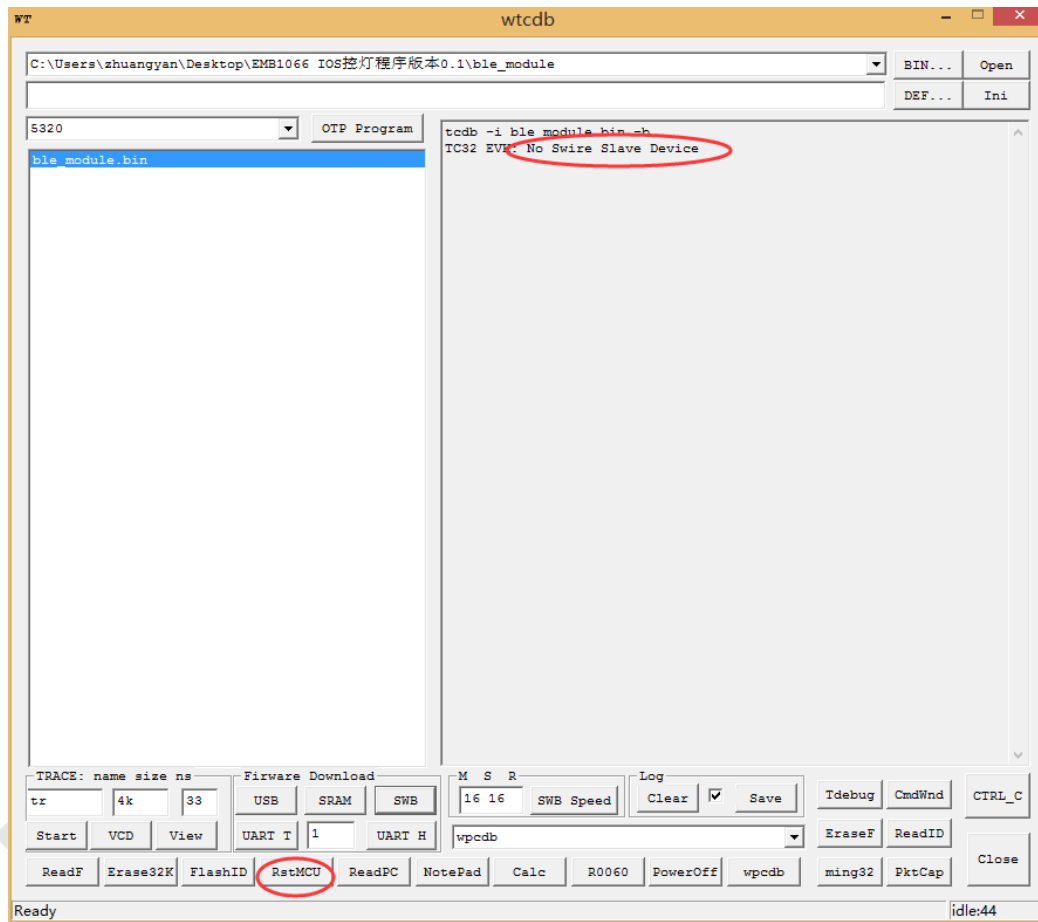 WT wtcdb
C:\Users\zhuangyan\Desktop\EMB1066 IOS控灯程序版本0.1\ble_module BIN... Open
DEF... Ini
5320 OTP Program
ble_module.bin
tcdb -i ble_module.bin -b
TC32 EVK: No Swire Slave Device
TRACE: name size ns Firware Download M S R Log
tr 4k 33 USB SRAM SWB 16 16 SWB Speed Clear Save Tdebug CmdWnd CTRL_C
Start VCD View UART T 1 UART H wpcdb EraseF ReadID
ReadF Erase32K FlashID RstMCU ReadPC NotePad Calc R0060 PowerOff wpcdb ming32 PktCap Close
Ready idle:44